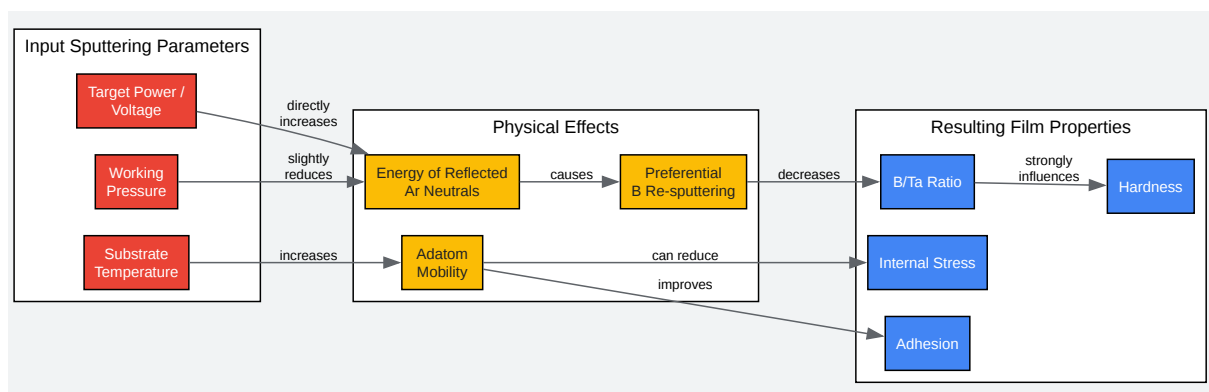 Input Sputtering Parameters
Target Power /
Voltage
directly
increases
Working
Pressure
slightly
reduces
Substrate
Temperature
increases
Physical Effects
Energy of Reflected
Ar Neutrals
causes
Preferential
B Re-sputtering
decreases
Adatom
Mobility
can reduce
improves
Resulting Film Properties
B/Ta Ratio
strongly
influences
Hardness
Internal Stress
Adhesion